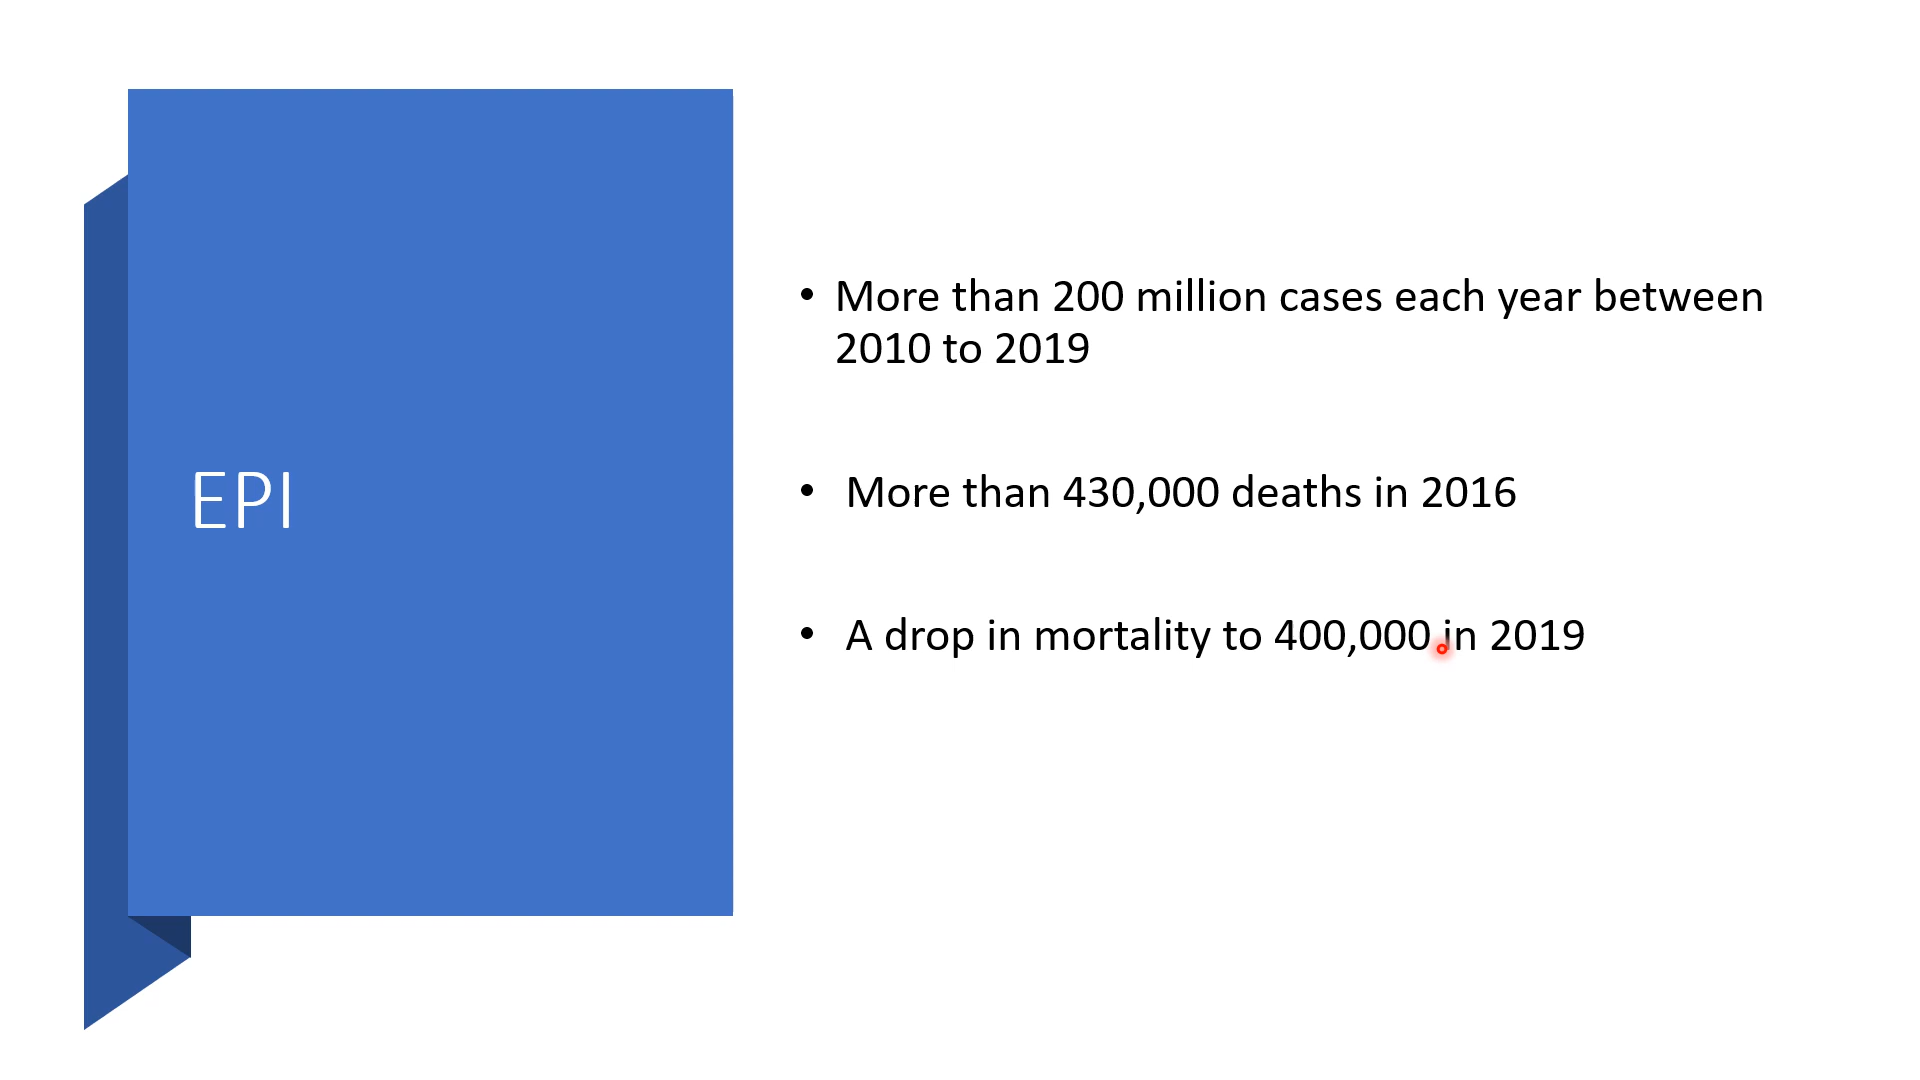 EPI
• More than 200 million cases each year between
2010 to 2019
• More than 430,000 deaths in 2016
• A drop in mortality to 400,000 in 2019